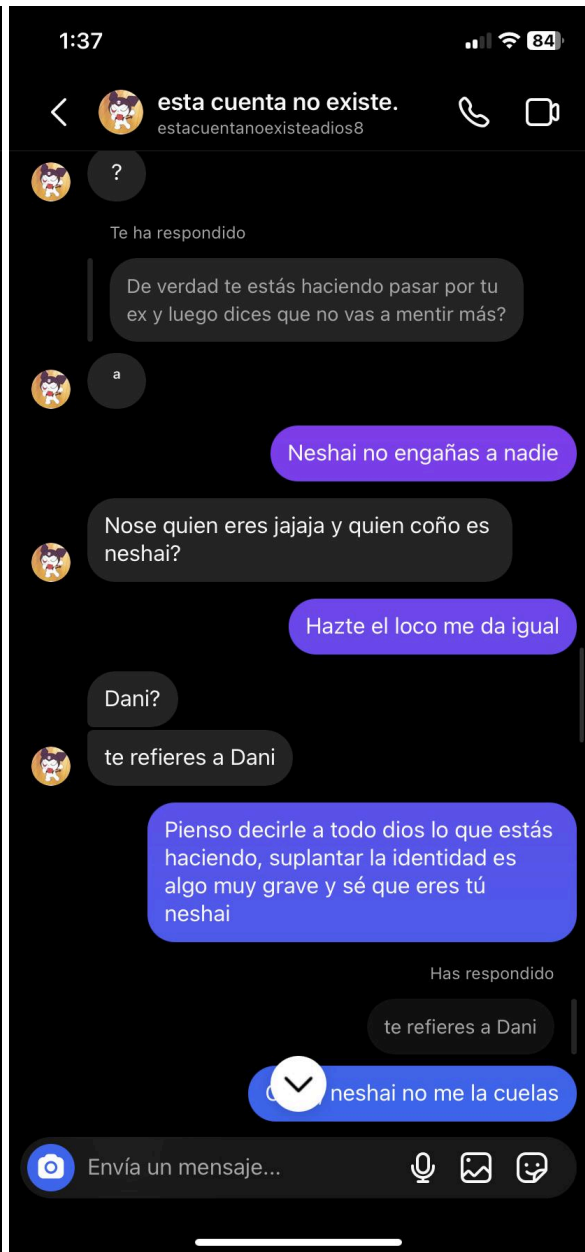 1:37
84
esta cuenta no existe.
estacuentanoexisteadios8
?
Te ha respondido
De verdad te estás haciendo pasar por tu
ex y luego dices que no vas a mentir más?
a
Neshai no engañas a nadie
Nose quien eres jajaja y quien coño es
neshai?
Hazte el loco me da igual
Dani?
te refieres a Dani
Pienso decirle a todo dios lo que estás
haciendo, suplantar la identidad es
algo muy grave y sé que eres tú
neshai
Has respondido
te refieres a Dani
neshai no me la cuelas
Envía un mensaje...